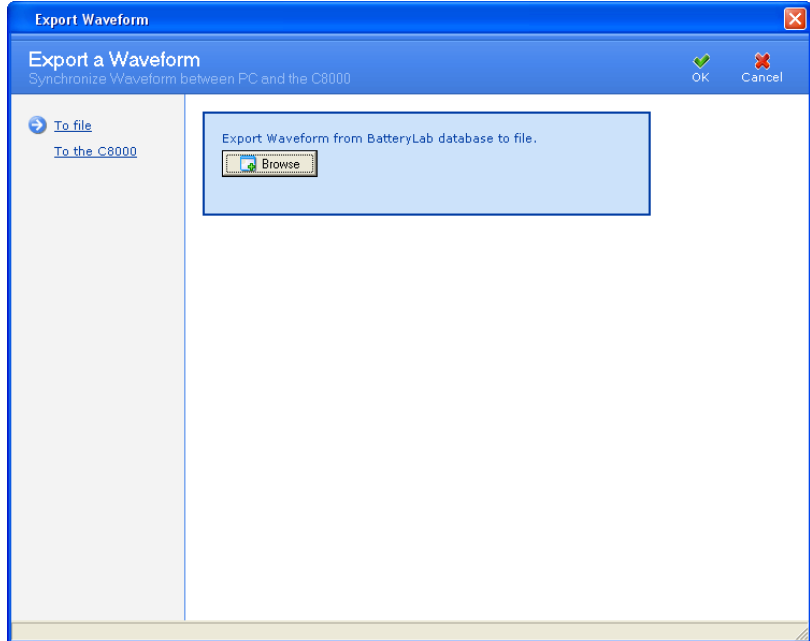 Export Waveform
Export a Waveform
Synchronize Waveform between PC and the C8000
OK
Cancel
To file
To the C8000
Export Waveform from BatteryLab database to file.
Browse